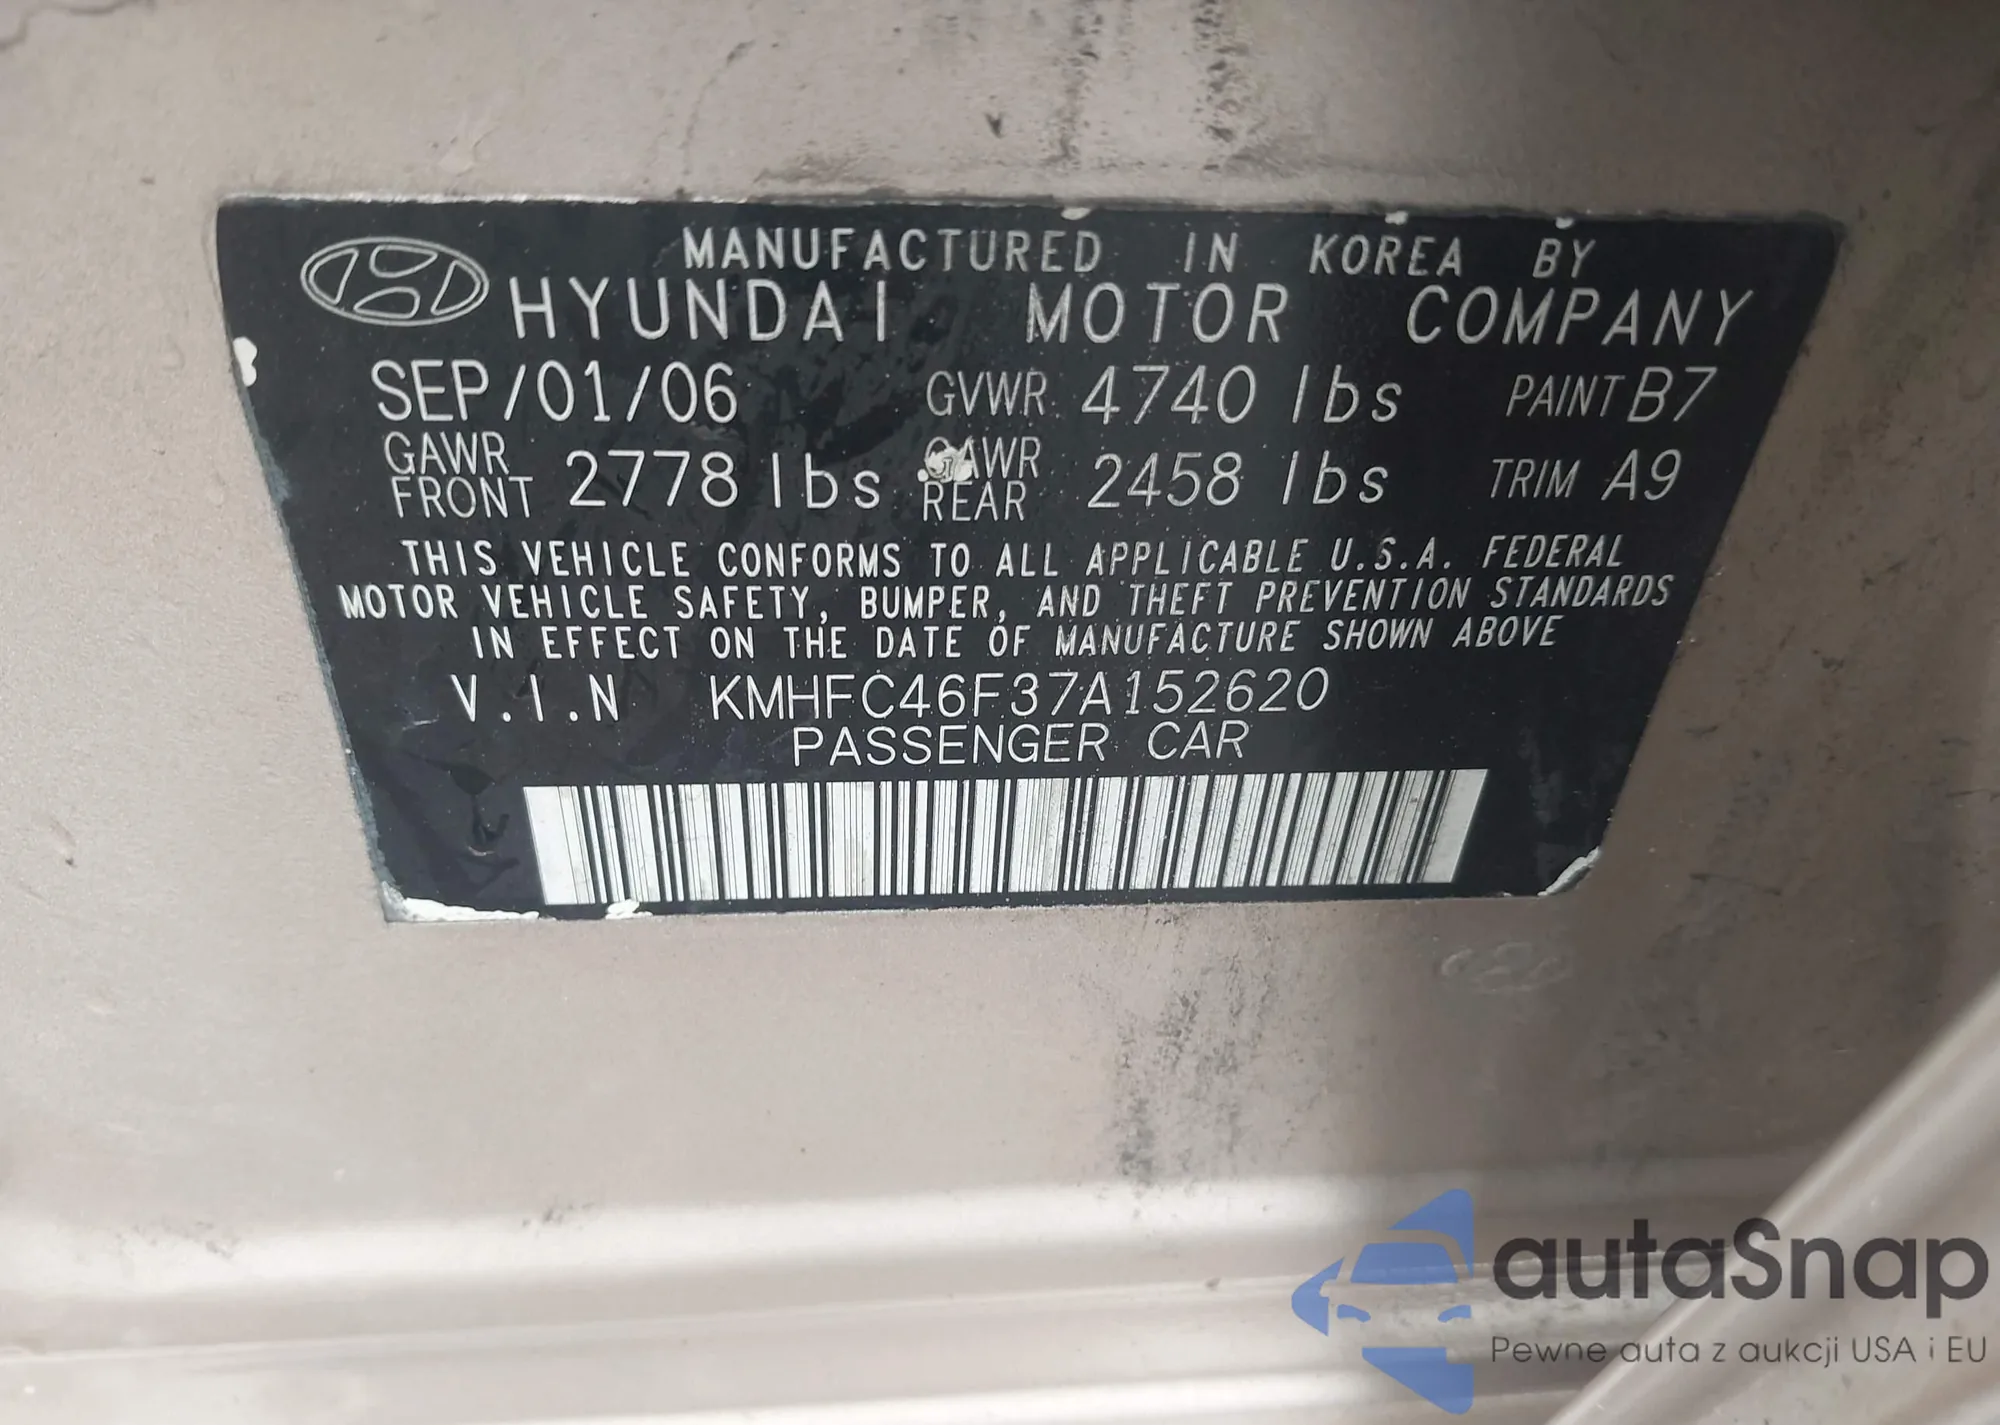 MANUFACTURED IN KOREA BY
HYUNDAI MOTOR COMPANY
SEP/01/06 GVWR 4740 lbs PAINT B7
GAWR FRONT 2778 lbs GAWR REAR 2458 lbs TRIM A9
THIS VEHICLE CONFORMS TO ALL APPLICABLE U.S.A. FEDERAL
MOTOR VEHICLE SAFETY, BUMPER, AND THEFT PREVENTION STANDARDS
IN EFFECT ON THE DATE OF MANUFACTURE SHOWN ABOVE
V.I.N KMHFC46F37A152620
PASSENGER CAR
autaSnap
Pewne auta z aukcji USA i EU